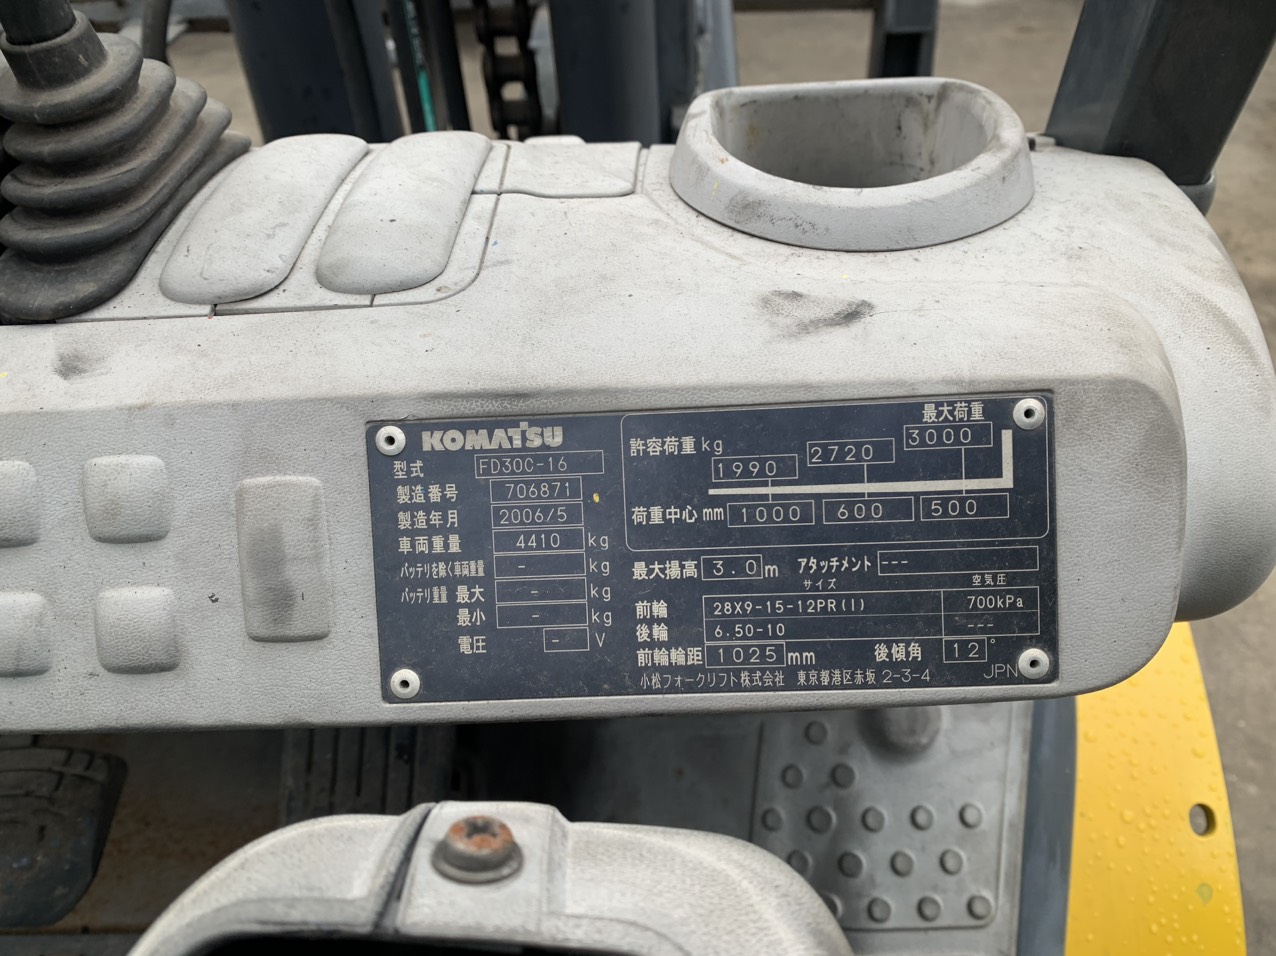 KOMATSU
型式 FD30C-16
製造番号 706871
製造年月 2006/5
車両重量 4410 kg
バッテリを除く車両重量 - kg
バッテリ重量 最大 - kg
最小 - kg
電圧 - V
最大荷重
許容荷重 kg 1990 2720 3000
荷重中心 mm 1000 600 500
最大揚高 3.0 m アタッチメント --
サイズ 空気圧
前輪 28X9-15-12PR(I) 700kPa
後輪 6.50-10 ---
前輪輪距 1025 mm 後傾角 12°
小松フォークリフト株式会社 東京都港区赤坂 2-3-4 JPN